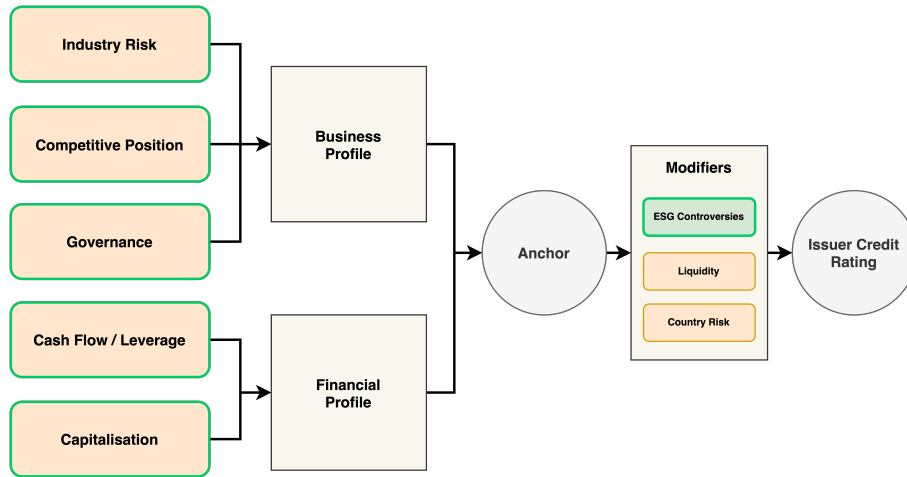 Industry Risk
Competitive Position
Governance
Cash Flow / Leverage
Capitalisation
Business
Profile
Financial
Profile
Anchor
Modifiers
ESG Controversies
Liquidity
Country Risk
Issuer Credit
Rating